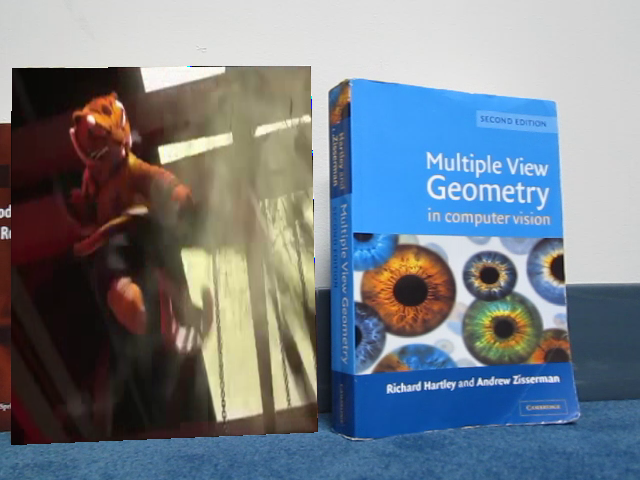 SECOND EDITION
Multiple View
Geometry
in computer vision
Richard Hartley and Andrew Zisserman
CAMBRIDGE
Hartley and
Zisserman
Multiple View Geometry